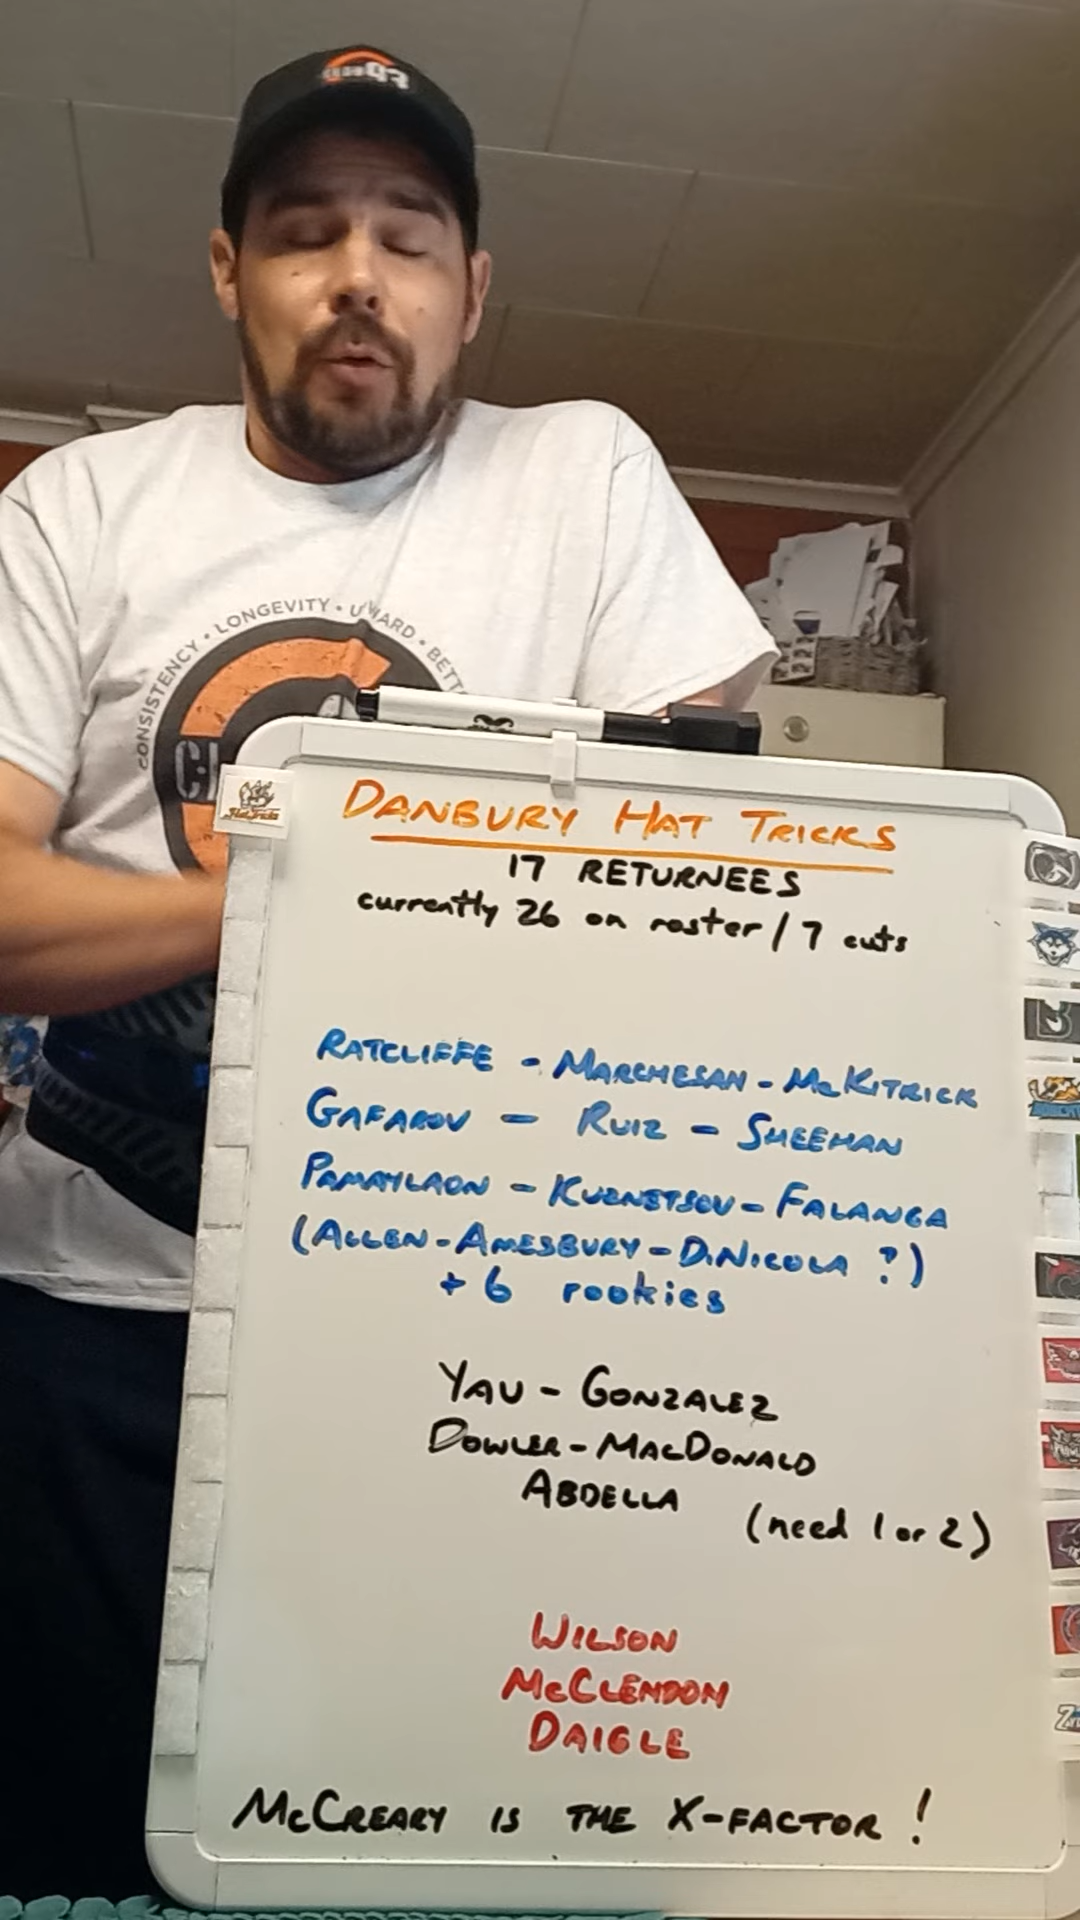 CONSISTENCY • LONGEVITY •
DANBURY HAT TRICKS
17 RETURNEES
currently 26 on roster / 7 cuts
RATCLIFFE - MARCHESAN - McKITRICK
GAFAROV - RUIZ - SHEEHAN
PAMAYLAON - KUZNETSOV - FALANGA
(ALLEN - AMESBURY - DiNICOLA ?)
+ 6 rookies
YAU - GONZALEZ
DOWLER - MACDONALD
ABDELLA
(need 1 or 2)
WILSON
McCLENDON
DAIGLE
McCREARY IS THE X-FACTOR !